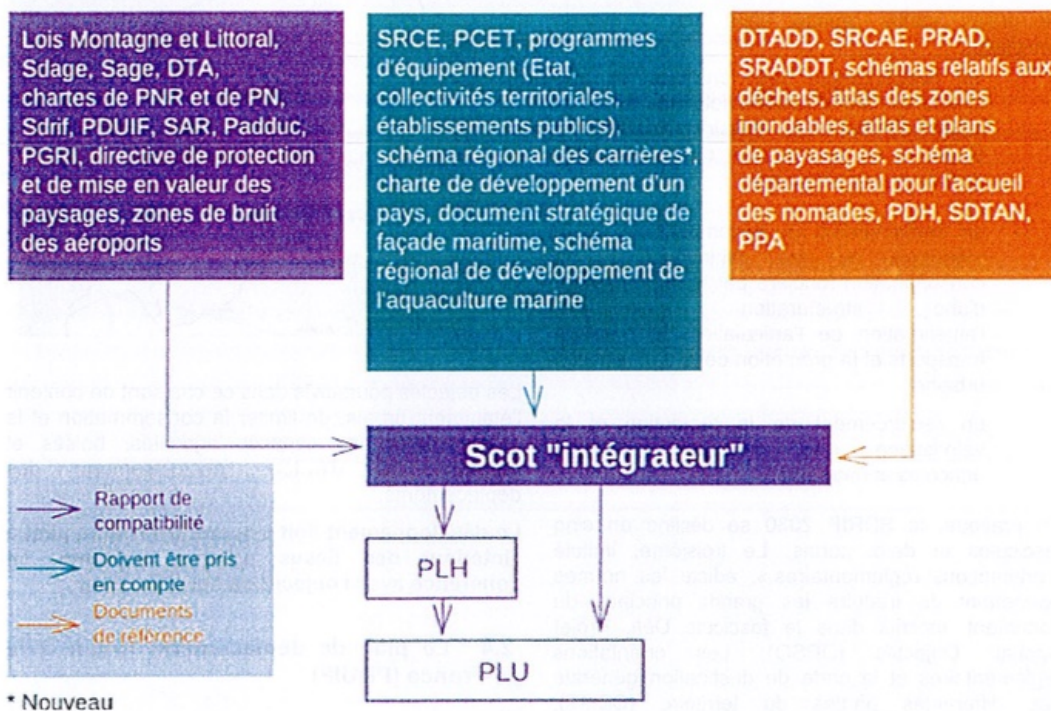 Lois Montagne et Littoral,
Sdage, Sage, DTA,
chartes de PNR et de PN,
Sdrif, PDUIF, SAR, Padduc,
PGRI, directive de protection
et de mise en valeur des
paysages, zones de bruit
des aéroports
SRCE, PCET, programmes
d'équipement (Etat,
collectivités territoriales,
établissements publics),
schéma régional des carrières*,
charte de développement d'un
pays, document stratégique de
façade maritime, schéma
régional de développement de
l'aquaculture marine
DTADD, SRCAE, PRAD,
SRADDT, schémas relatifs aux
déchets, atlas des zones
inondables, atlas et plans
de payasages, schéma
départemental pour l'accueil
des nomades, PDH, SDTAN,
PPA
Scot "intégrateur"
PLH
PLU
Rapport de
compatibilité
Doivent être pris
en compte
Documents
de référence
* Nouveau